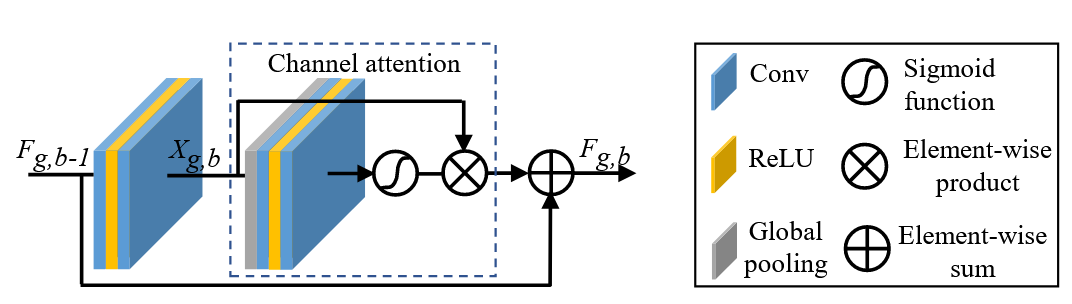 Channel attention
F_{g,b-1}
X_{g,b}
F_{g,b}
Conv
Sigmoid
function
ReLU
Element-wise
product
Global
pooling
Element-wise
sum